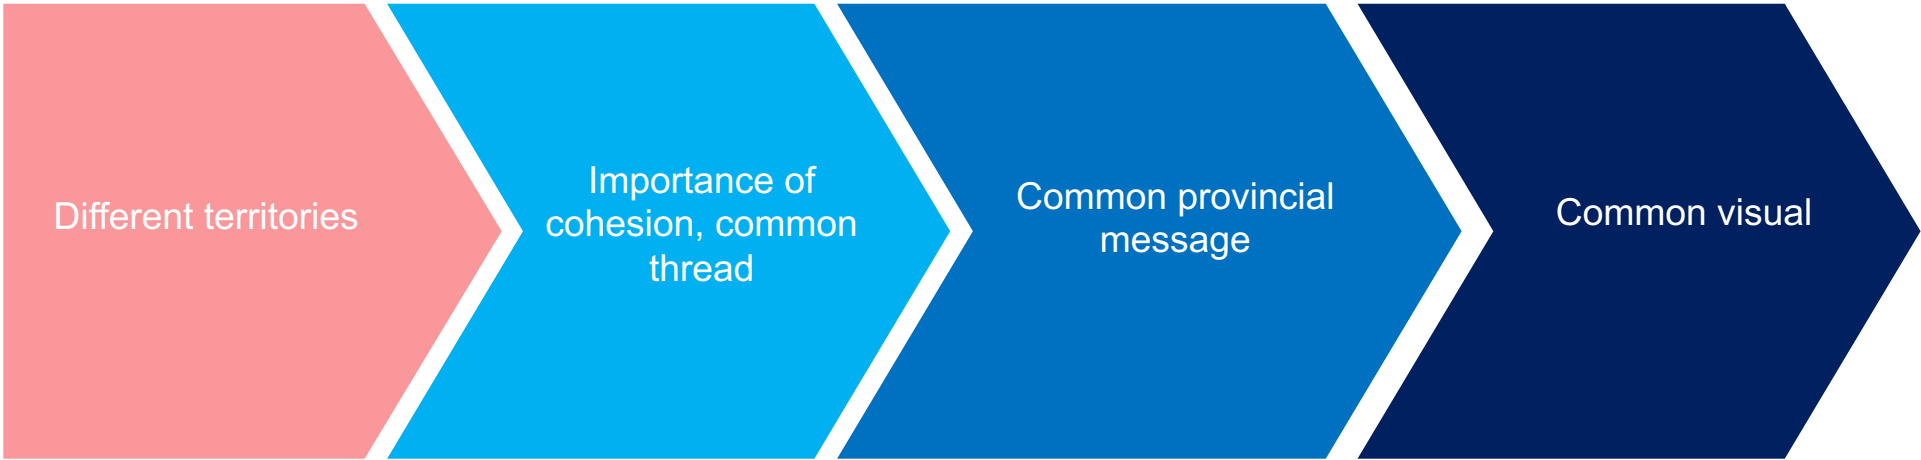 Different territories
Importance of
cohesion, common
thread
Common provincial
message
Common visual